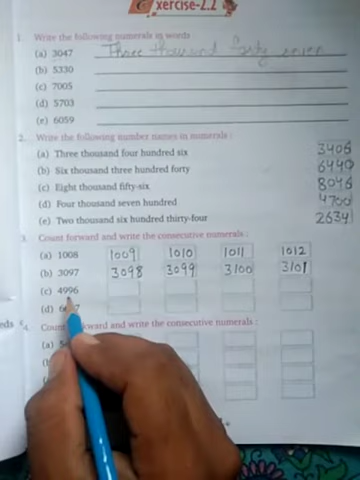 Exercise-2.2
1. Write the following numerals in words :
(a) 3047 Three thousand forty seven
(b) 5330
(c) 7005
(d) 5703
(e) 6059
2. Write the following number names in numerals :
(a) Three thousand four hundred six 3406
(b) Six thousand three hundred forty 6440
(c) Eight thousand fifty-six 8046
(d) Four thousand seven hundred 4700
(e) Two thousand six hundred thirty-four 2634
3. Count forward and write the consecutive numerals :
(a) 1008 1009 1010 1011 1012
(b) 3097 3098 3099 3100 3101
(c) 4996
(d)
4. Count and write the consecutive numerals :
(a)